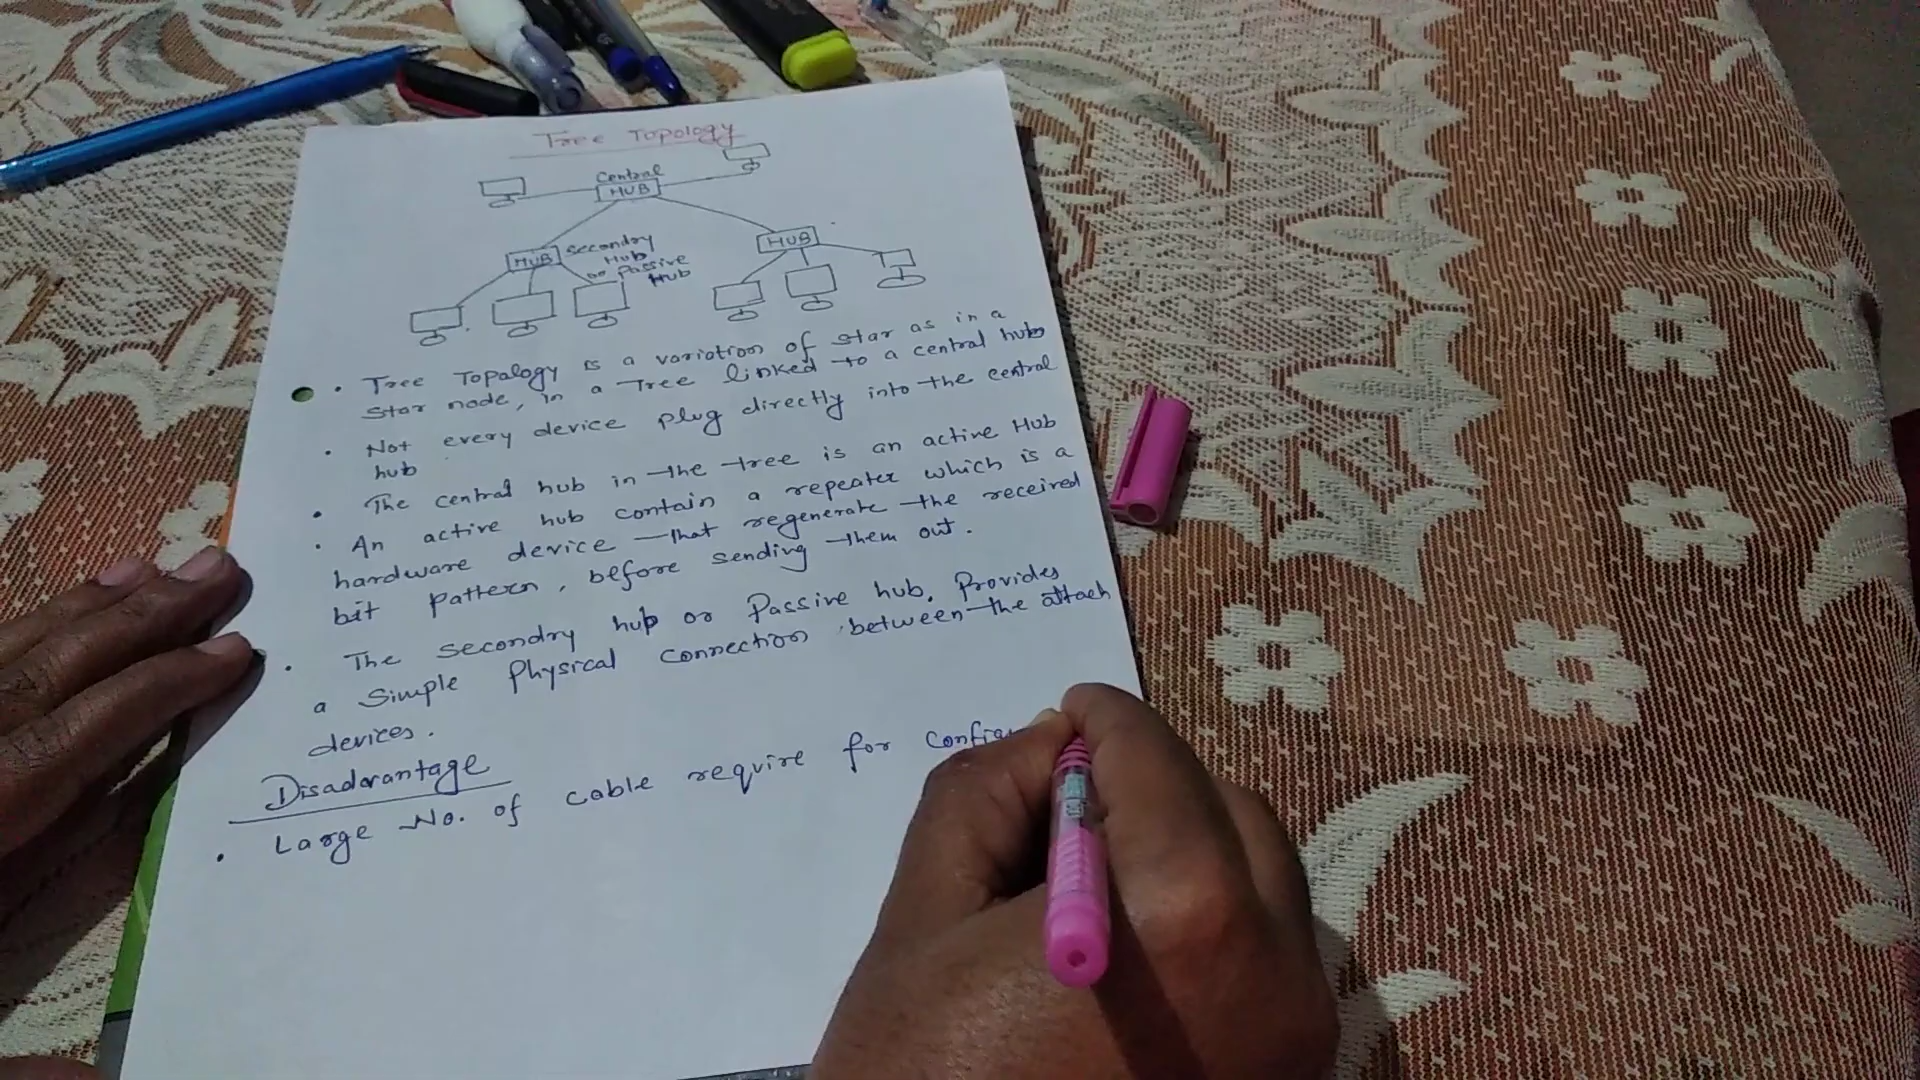 Tree Topology
Central
HUB
HUB
Secondry
Hub
or Passive
Hub
HUB
• Tree Topalogy is a variation of star as in a
star node, in a Tree linked to a central hub
• Not every device plug directly into the central
hub
• The central hub in the tree is an active Hub
• An active hub contain a repeater which is a
hardware device that regenerate the received
bit pattern, before sending them out.
• The secondry hub or Passive hub. Provides
a Simple Physical Connection between the attach
devices.
Disadvantage
• Large No. of cable require for